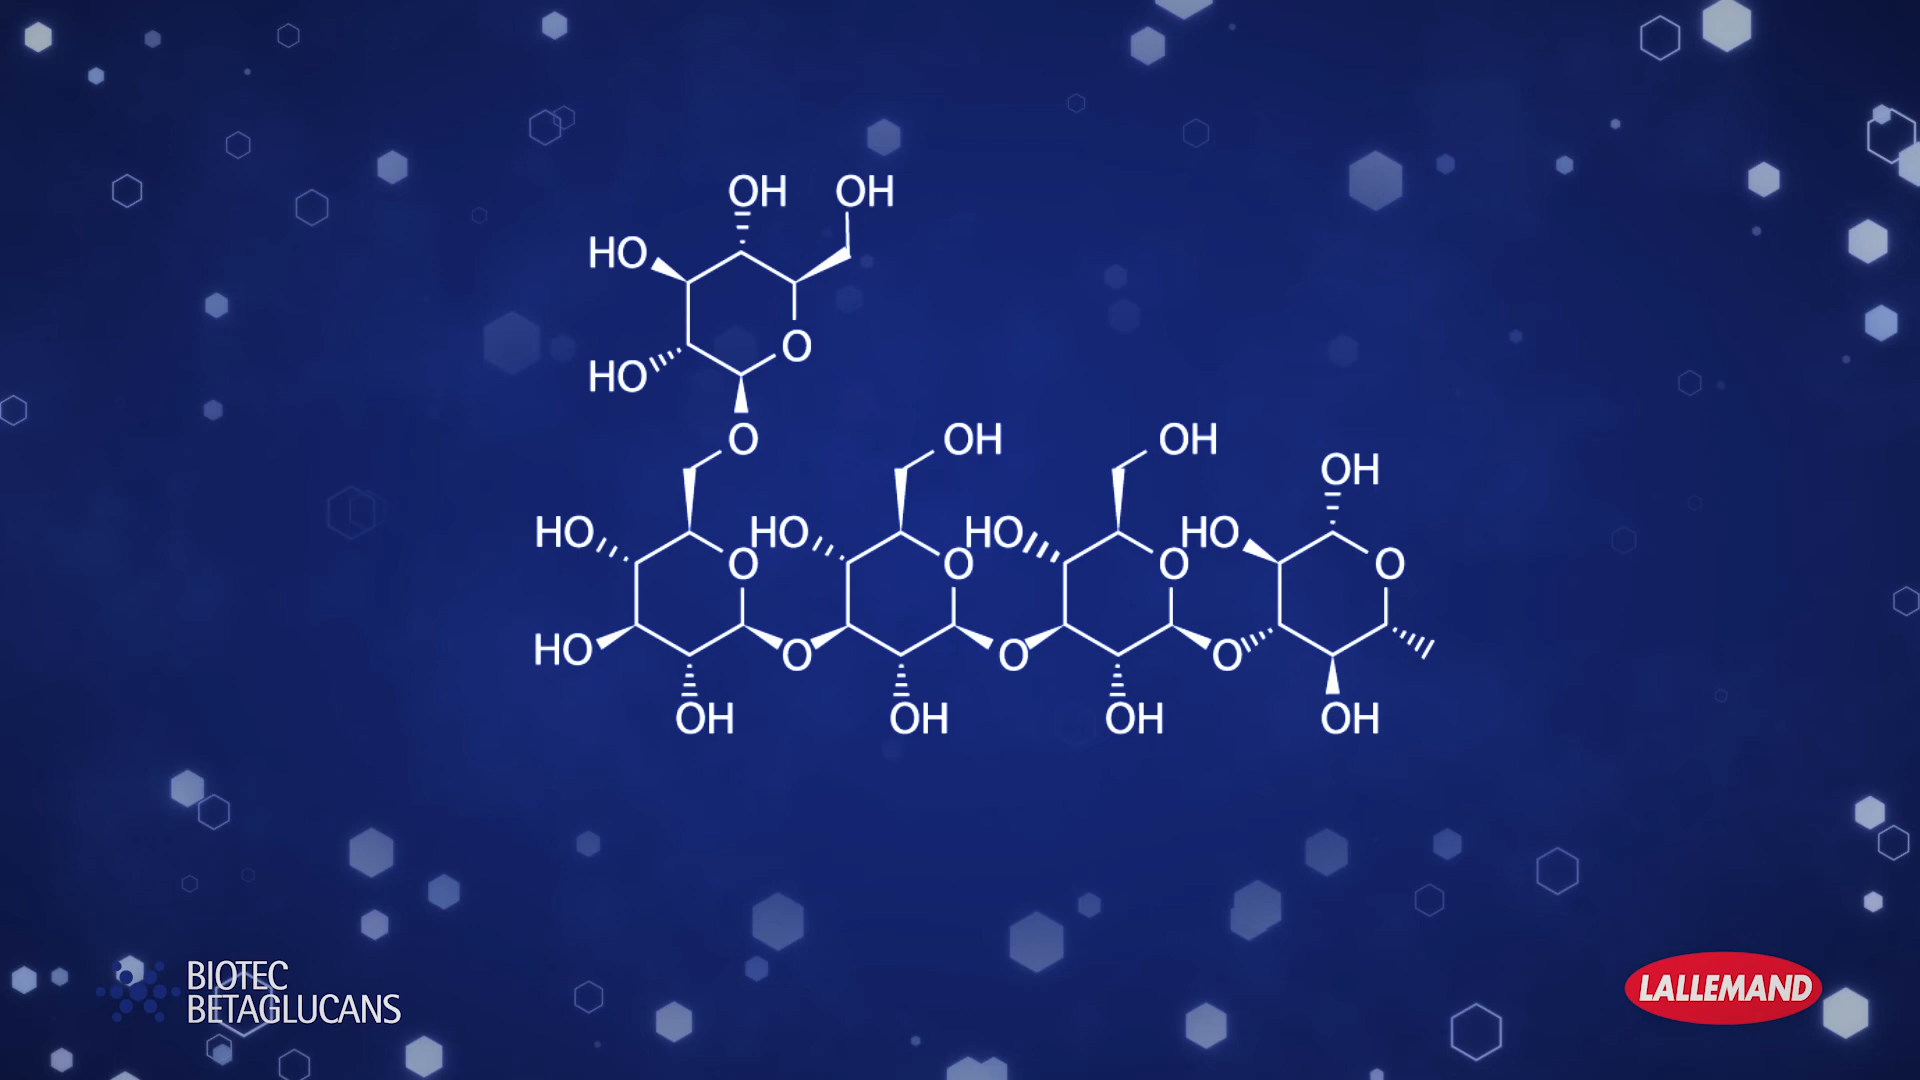 OH OH
HO
O
HO
O
OH OH
OH
HO O HO O HO O HO O
HO O O O
OH OH OH OH
BIOTEC
BETAGLUCANS
LALLEMAND